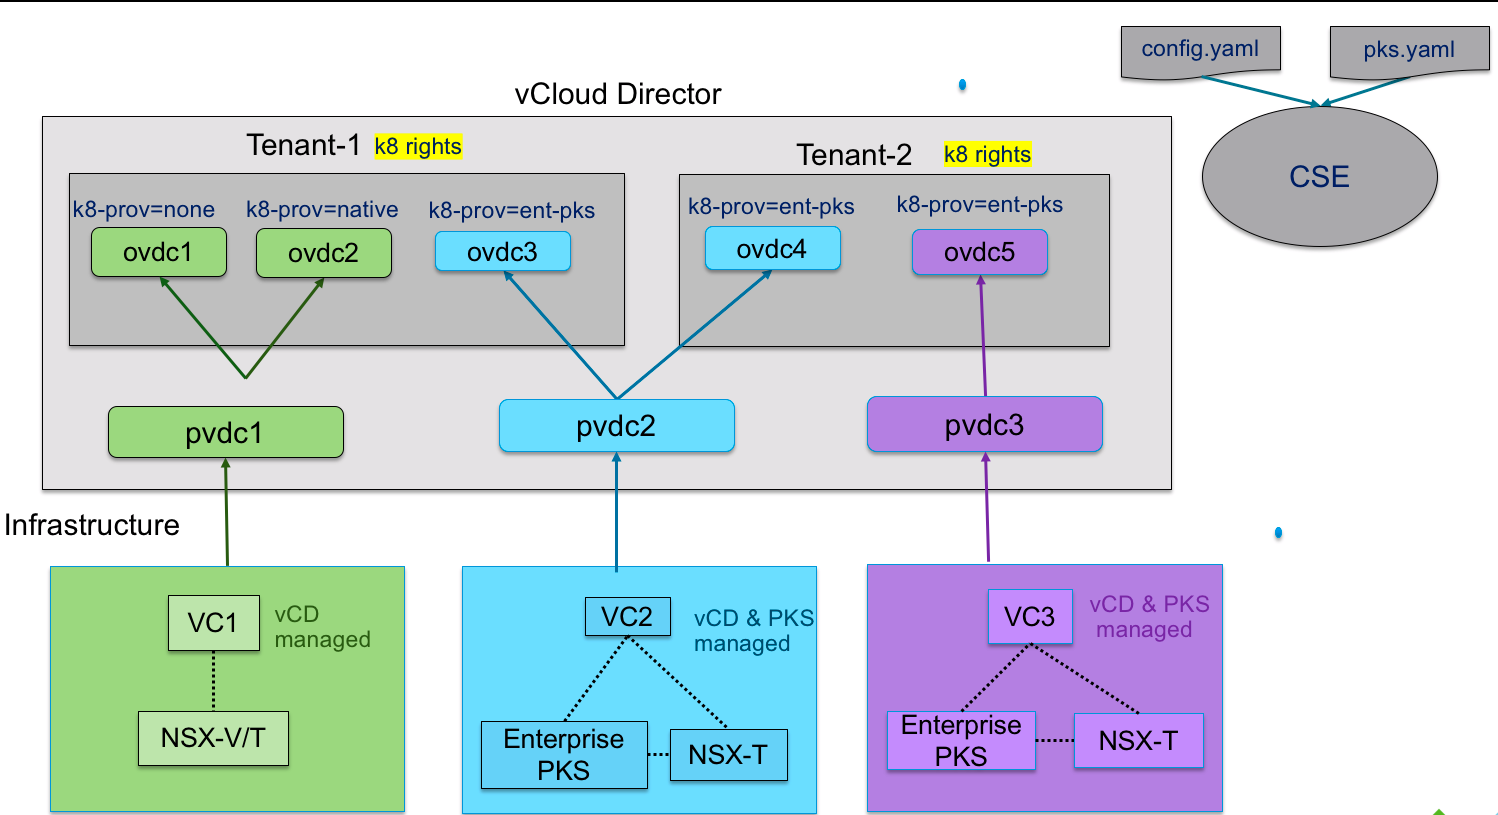 config.yaml
pks.yaml
vCloud Director
CSE
Tenant-1 k8 rights
Tenant-2 k8 rights
k8-prov=none
k8-prov=native
k8-prov=ent-pks
k8-prov=ent-pks
k8-prov=ent-pks
ovdc1
ovdc2
ovdc3
ovdc4
ovdc5
pvdc1
pvdc2
pvdc3
Infrastructure
VC1
vCD
managed
NSX-V/T
VC2
vCD & PKS
managed
Enterprise
PKS
NSX-T
VC3
vCD & PKS
managed
Enterprise
PKS
NSX-T